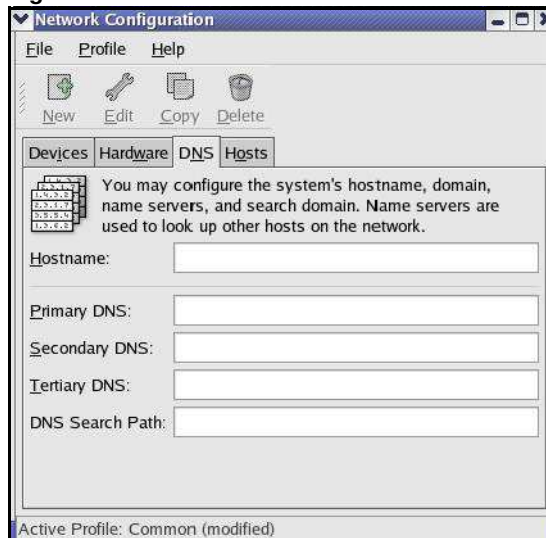 Network Configuration
File Profile Help
New Edit Copy Delete
Devices Hardware DNS Hosts
You may configure the system's hostname, domain,
name servers, and search domain. Name servers are
used to look up other hosts on the network.
Hostname:
Primary DNS:
Secondary DNS:
Tertiary DNS:
DNS Search Path:
Active Profile: Common (modified)